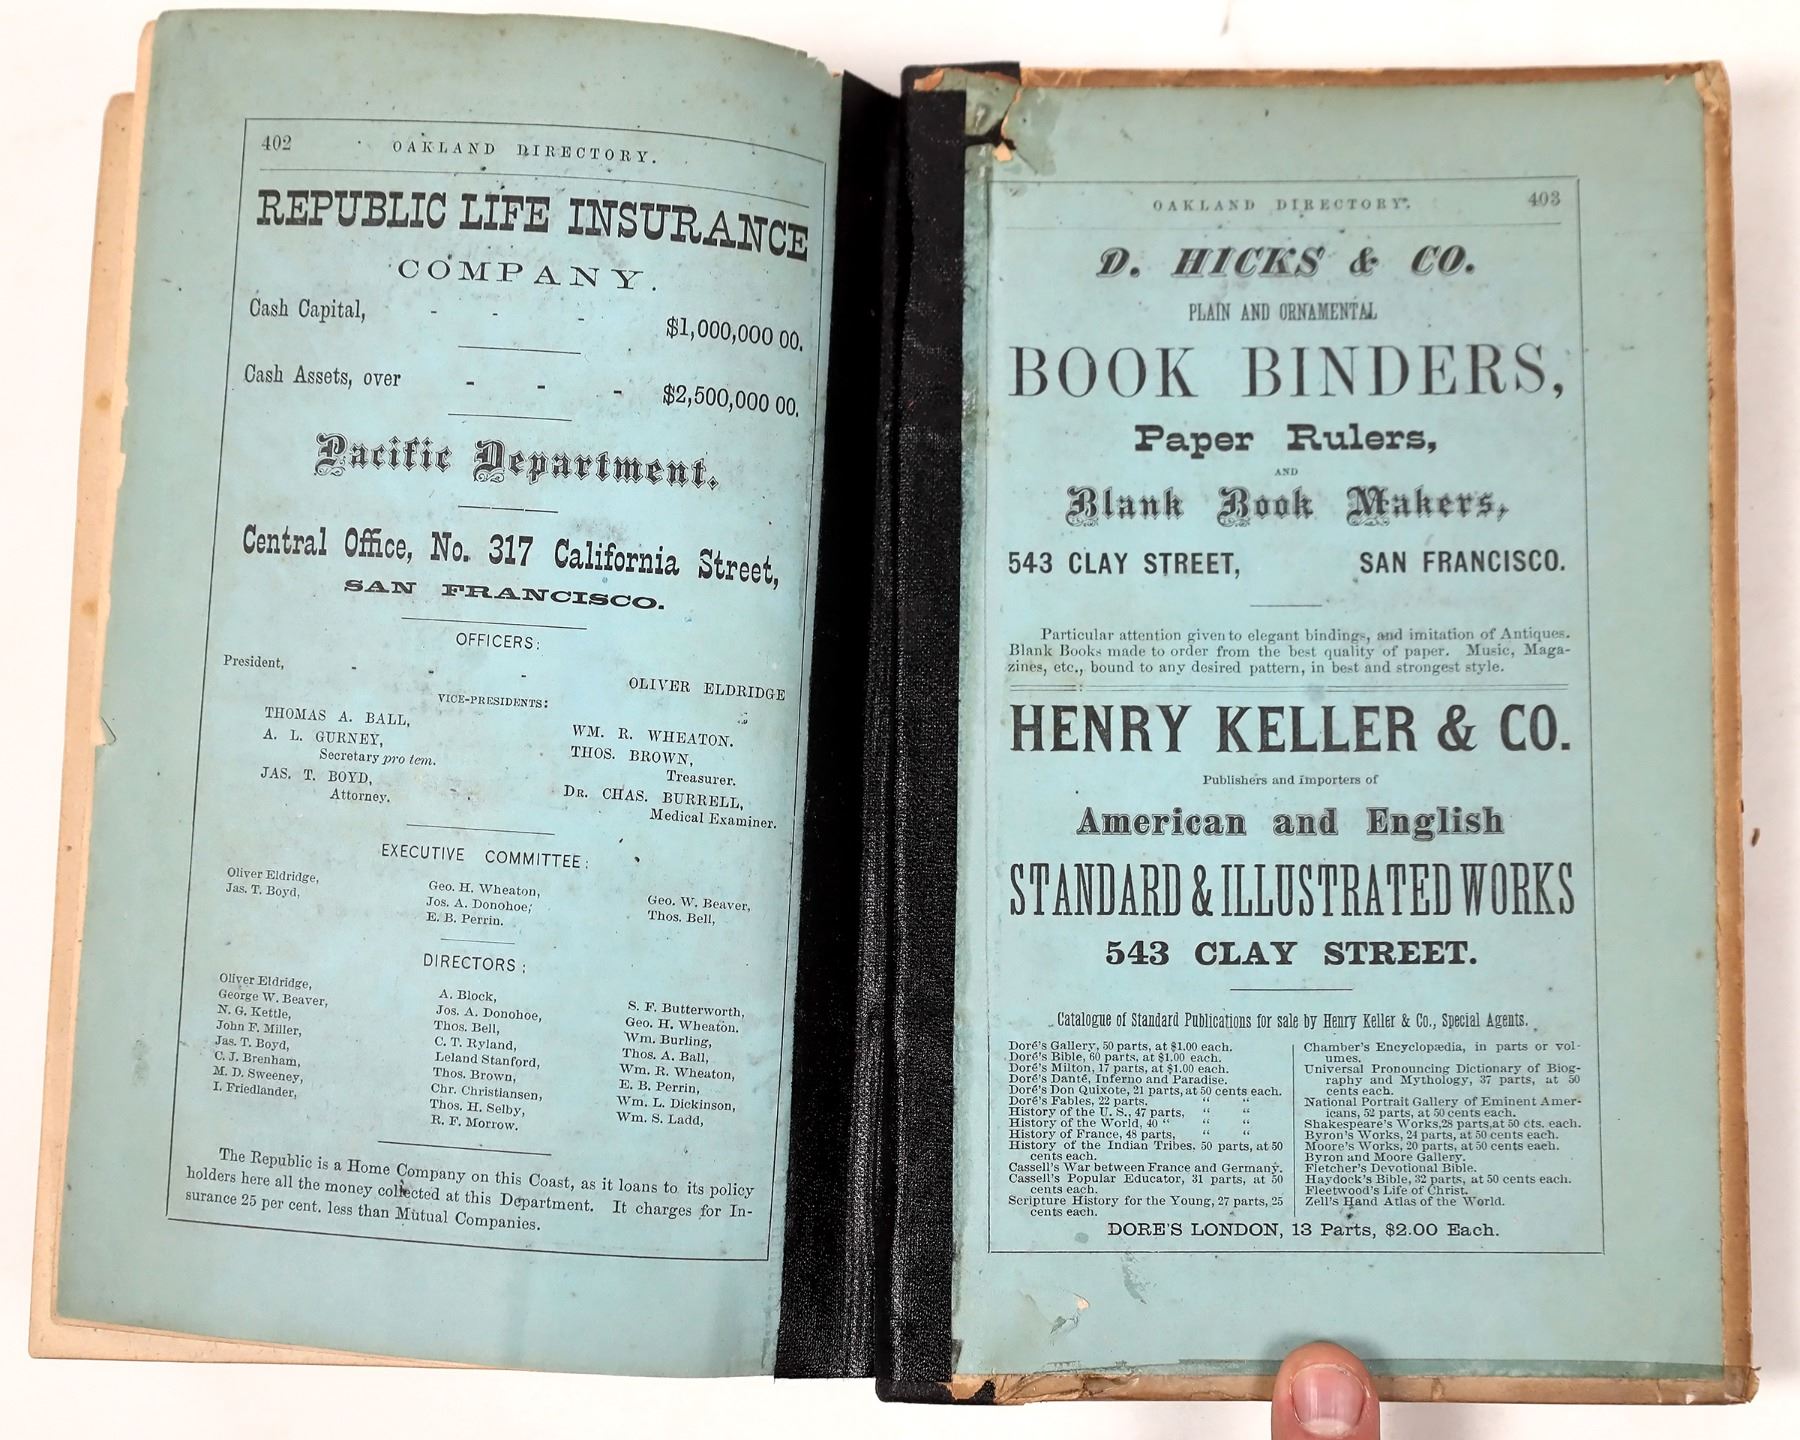 402 OAKLAND DIRECTORY.
REPUBLIC LIFE INSURANCE
COMPANY.
Cash Capital, - - - $1,000,000 00.
Cash Assets, over - - - $2,500,000 00.
Pacific Department.
Central Office, No. 317 California Street,
SAN FRANCISCO.
OFFICERS:
President, - - - OLIVER ELDRIDGE
VICE-PRESIDENTS:
THOMAS A. BALL, WM. R. WHEATON.
A. L. GURNEY, THOS. BROWN,
Secretary pro tem. Treasurer.
JAS. T. BOYD, DR. CHAS. BURRELL,
Attorney. Medical Examiner.
EXECUTIVE COMMITTEE:
Oliver Eldridge, Geo. H. Wheaton, Geo. W. Beaver,
Jas. T. Boyd, Jos. A. Donohoe, Thos. Bell,
E. B. Perrin.
DIRECTORS:
Oliver Eldridge, A. Block, S. F. Butterworth,
George W. Beaver, Jos. A. Donohoe, Geo. H. Wheaton.
N. G. Kettle, Thos. Bell, Wm. Burling,
John F. Miller, C. T. Ryland, Thos. A. Ball,
Jas. T. Boyd, Leland Stanford, Wm. R. Wheaton,
C. J. Brenham, Thos. Brown, E. B. Perrin,
M. D. Sweeney, Chr. Christiansen, Wm. L. Dickinson,
I. Friedlander, Thos. H. Selby, Wm. S. Ladd,
R. F. Morrow.
The Republic is a Home Company on this Coast, as it loans to its policy
holders here all the money collected at this Department. It charges for In-
surance 25 per cent. less than Mutual Companies.
OAKLAND DIRECTORY. 403
D. HICKS & CO.
PLAIN AND ORNAMENTAL
BOOK BINDERS,
Paper Rulers,
AND
Blank Book Makers,
543 CLAY STREET, SAN FRANCISCO.
Particular attention given to elegant bindings, and imitation of Antiques.
Blank Books made to order from the best quality of paper. Music, Maga-
zines, etc., bound to any desired pattern, in best and strongest style.
HENRY KELLER & CO.
Publishers and Importers of
American and English
STANDARD & ILLUSTRATED WORKS
543 CLAY STREET.
Catalogue of Standard Publications for sale by Henry Keller & Co., Special Agents.
Doré's Gallery, 50 parts, at $1.00 each.
Doré's Bible, 60 parts, at $1.00 each.
Doré's Milton, 17 parts, at $1.00 each.
Doré's Danté, Inferno and Paradise.
Doré's Don Quixote, 21 parts, at 50 cents each.
Doré's Fables, 22 parts. " "
History of the U. S., 47 parts, " "
History of the World, 40 " " "
History of France, 48 parts, " "
History of the Indian Tribes. 50 parts, at 50
cents each.
Cassell's War between France and Germany.
Cassell's Popular Educator, 31 parts, at 50
cents each.
Scripture History for the Young, 27 parts, 25
cents each.
Chamber's Encyclopædia, in parts or vol-
umes.
Universal Pronouncing Dictionary of Biog-
raphy and Mythology, 37 parts, at 50
cents each.
National Portrait Gallery of Eminent Amer-
icans, 52 parts, at 50 cents each.
Shakespeare's Works, 28 parts, at 50 cts. each.
Byron's Works, 24 parts, at 50 cents each.
Moore's Works, 20 parts, at 50 cents each.
Byron and Moore Gallery.
Fletcher's Devotional Bible.
Haydock's Bible, 32 parts, at 50 cents each.
Fleetwood's Life of Christ.
Zell's Hand Atlas of the World.
DORE'S LONDON, 13 Parts, $2.00 Each.